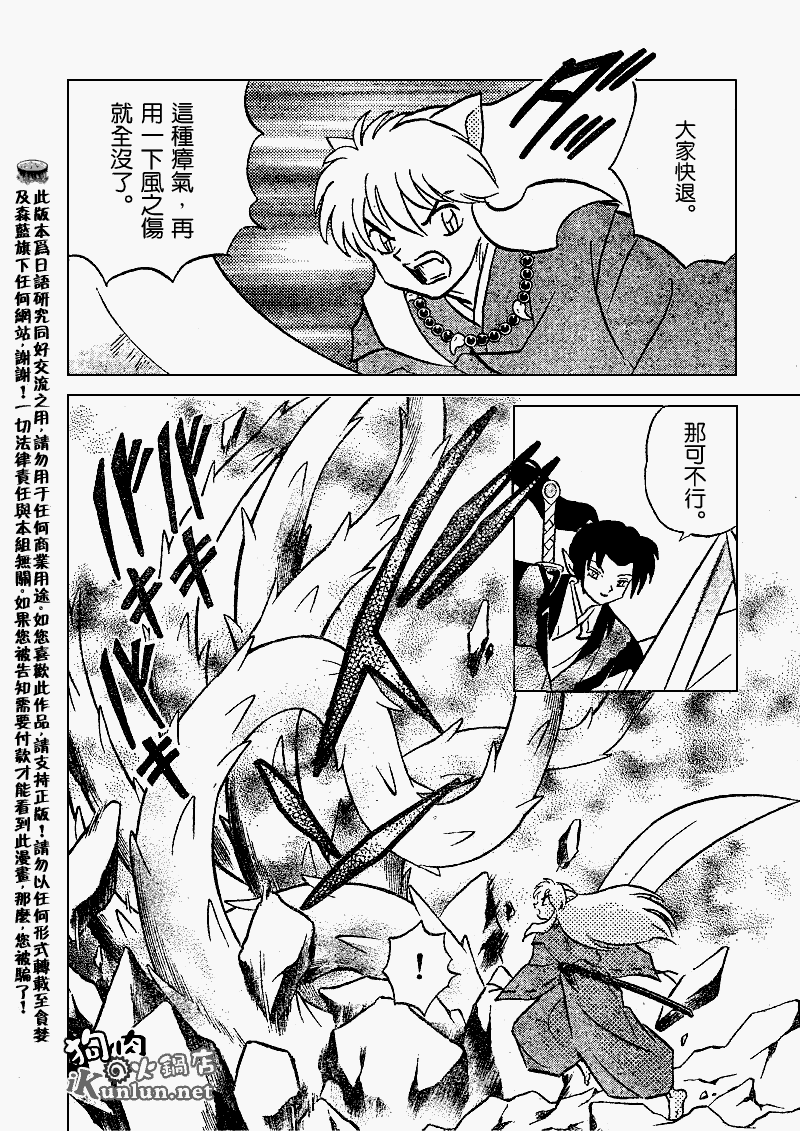 大家快退。
這種瘴氣，再
用一下風之傷
就全沒了。
ダッ
那可不行。
バキ
バキ
バキ
！
此版本爲日語研究同好交流之用，請勿用于任何商業用途。如您喜歡此作品，請支持正版！請勿以任何形式轉載至貪婪
及森藍旗下任何網站，謝謝！一切法律責任與本組無關。如果您被告知需要付款才能看到此漫畫，那麼，您被騙了！
狗肉火鍋店
iKunlun.net